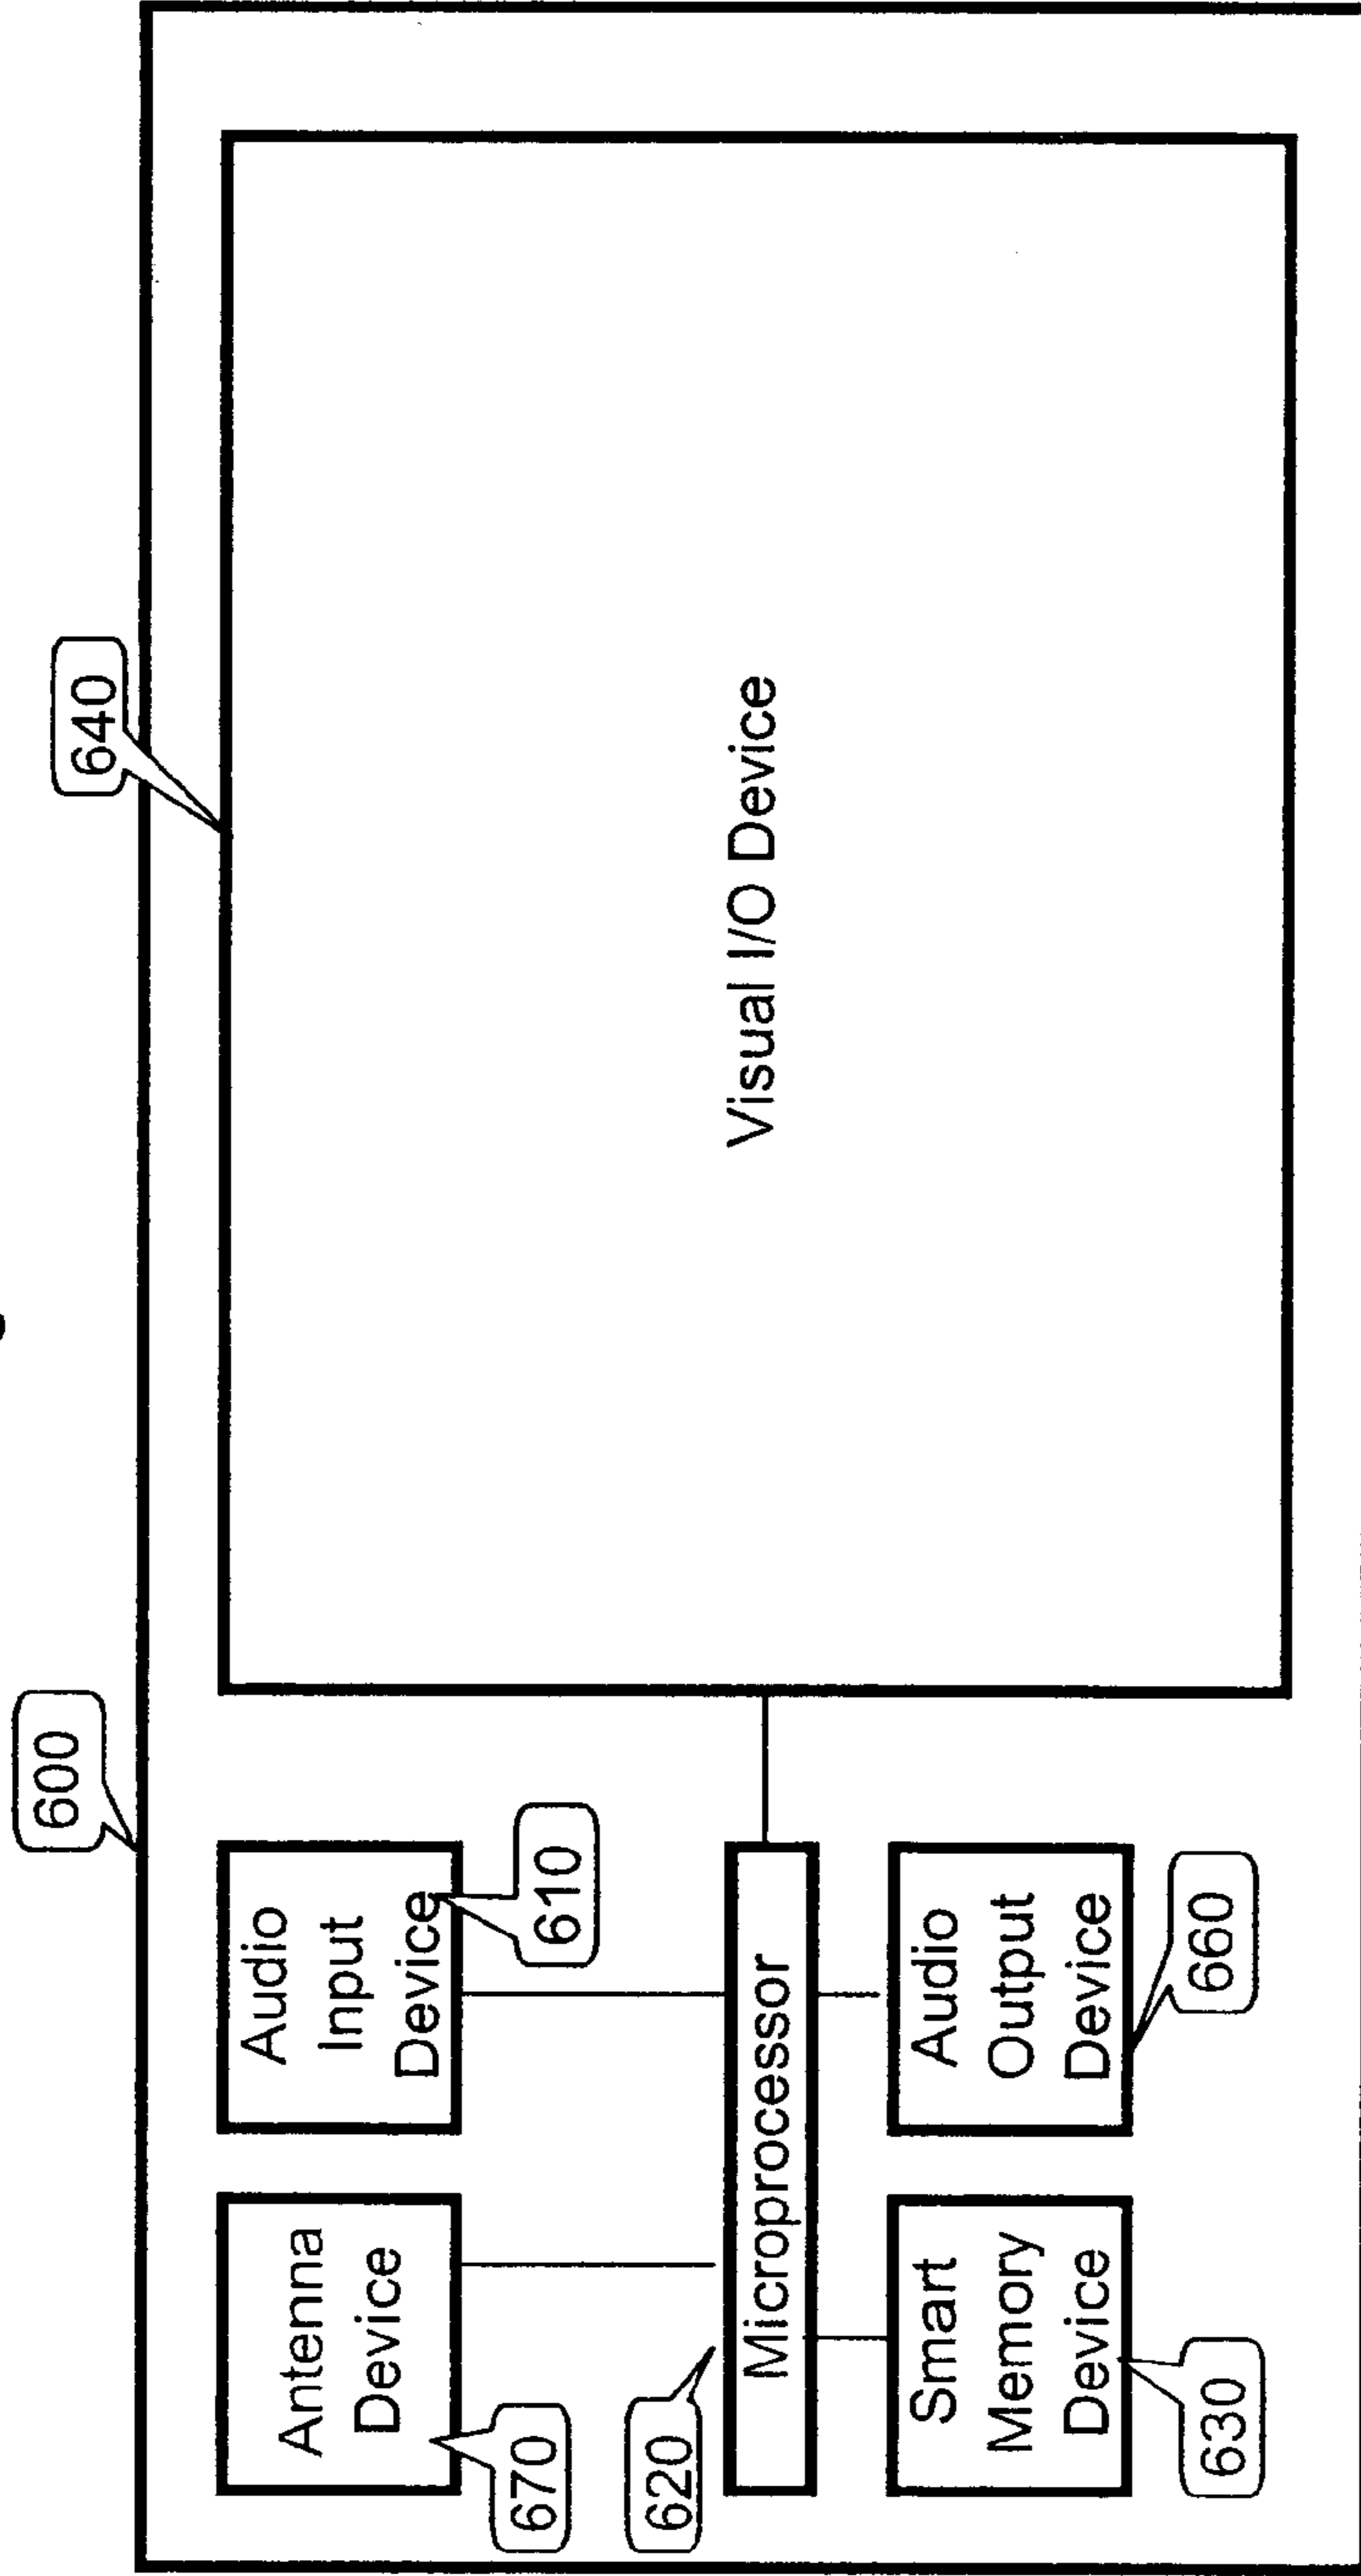 600
640
Antenna
Device
670
Audio
Input
Device
610
620
Microprocessor
Visual I/O Device
Smart
Memory
Device
630
Audio
Output
Device
660